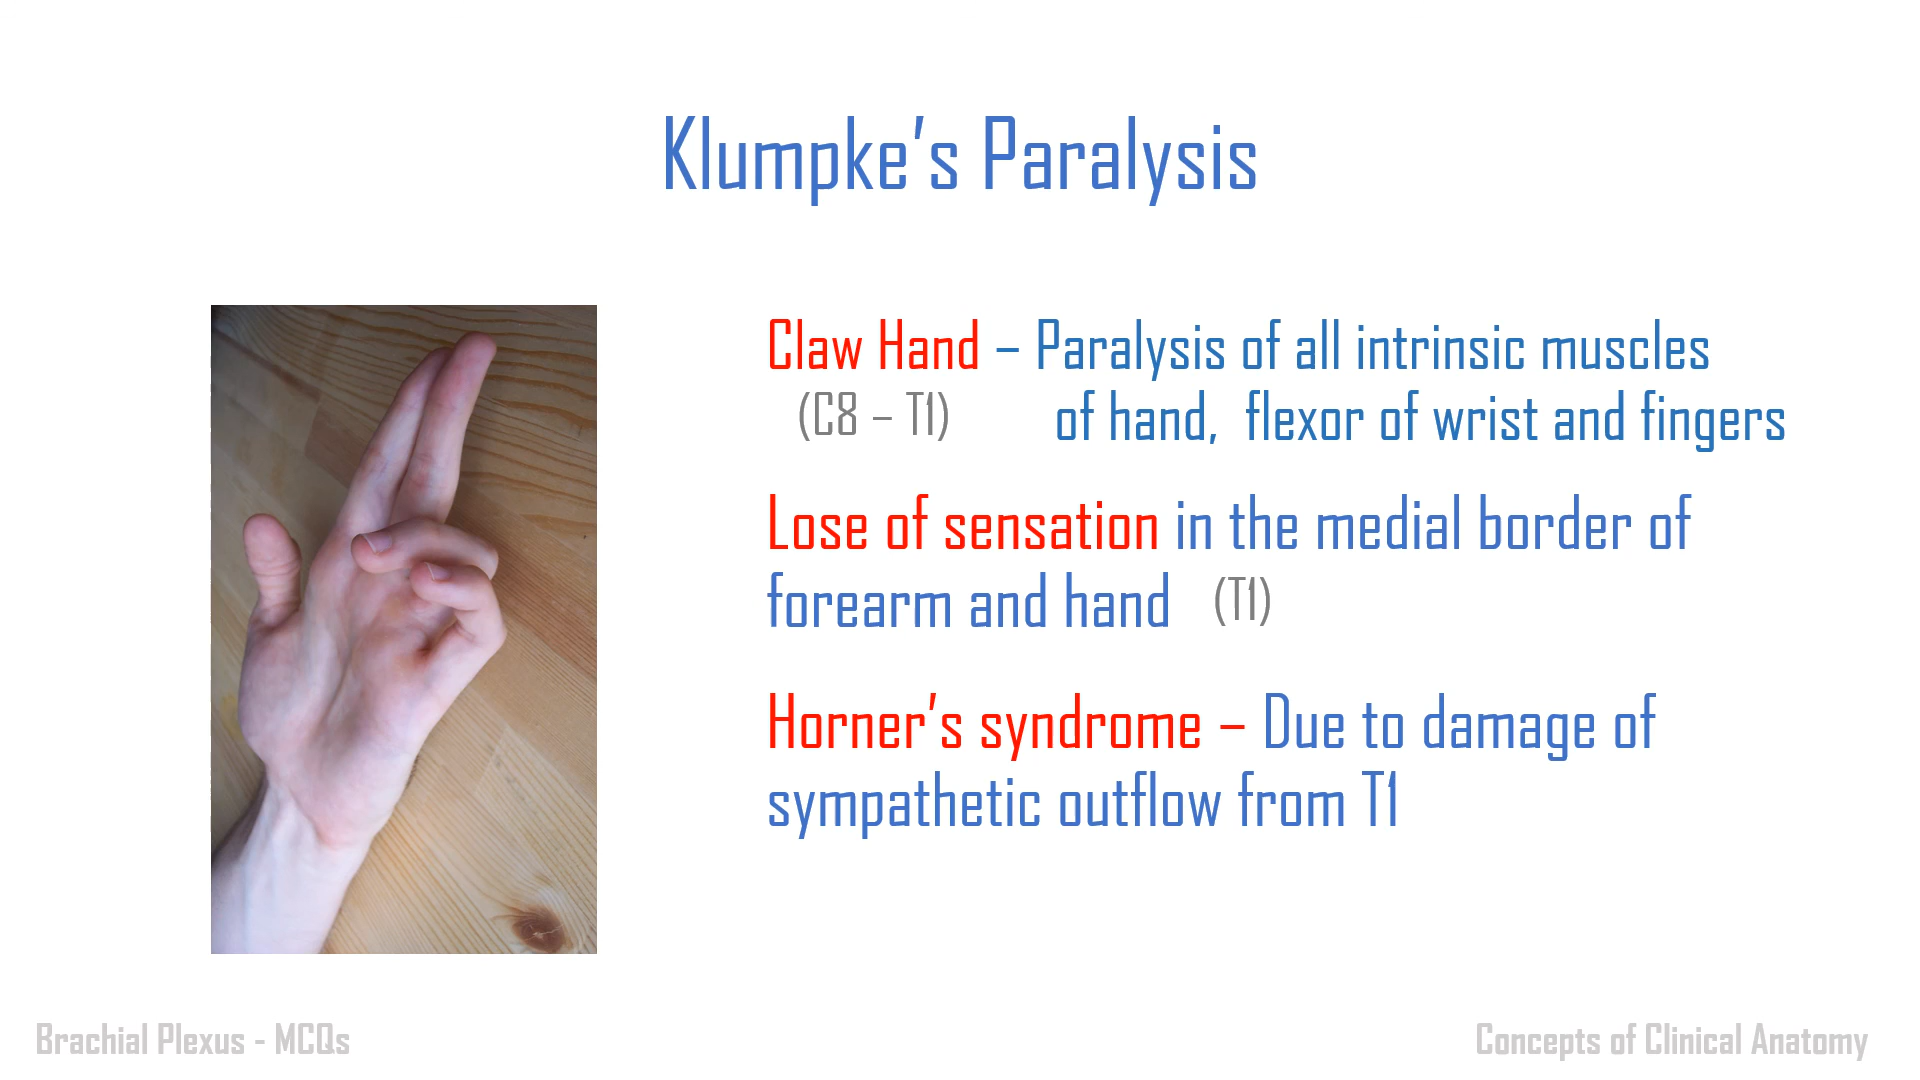 Klumpke's Paralysis
Claw Hand – Paralysis of all intrinsic muscles
(C8 – T1) of hand, flexor of wrist and fingers
Lose of sensation in the medial border of
forearm and hand (T1)
Horner's syndrome – Due to damage of
sympathetic outflow from T1
Brachial Plexus - MCQs
Concepts of Clinical Anatomy